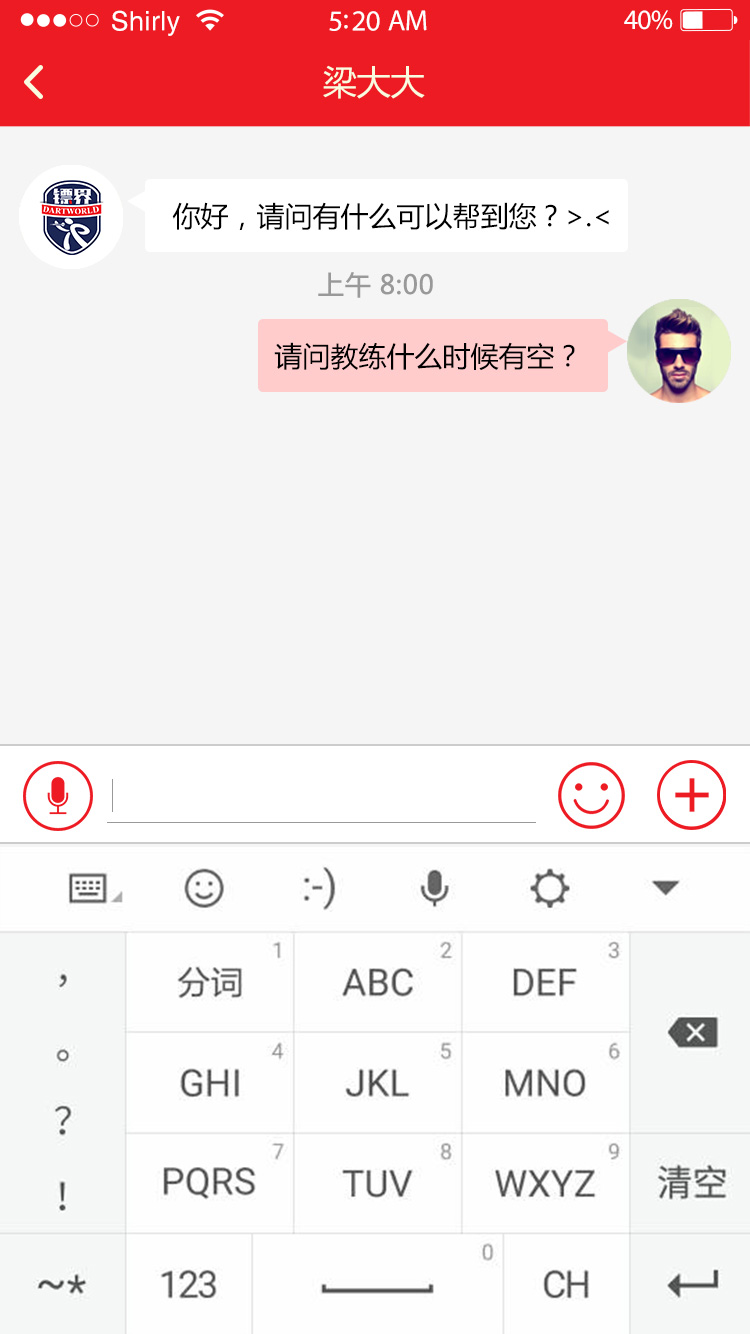 Shirly
5:20 AM
40%
梁大大
镖界
DARTWORLD
你好，请问有什么可以帮到您？>.<
上午 8:00
请问教练什么时候有空？
:-)
，
。
？
！
~*
分词 1
ABC 2
DEF 3
GHI 4
JKL 5
MNO 6
PQRS 7
TUV 8
WXYZ 9
清空
123
0
CH